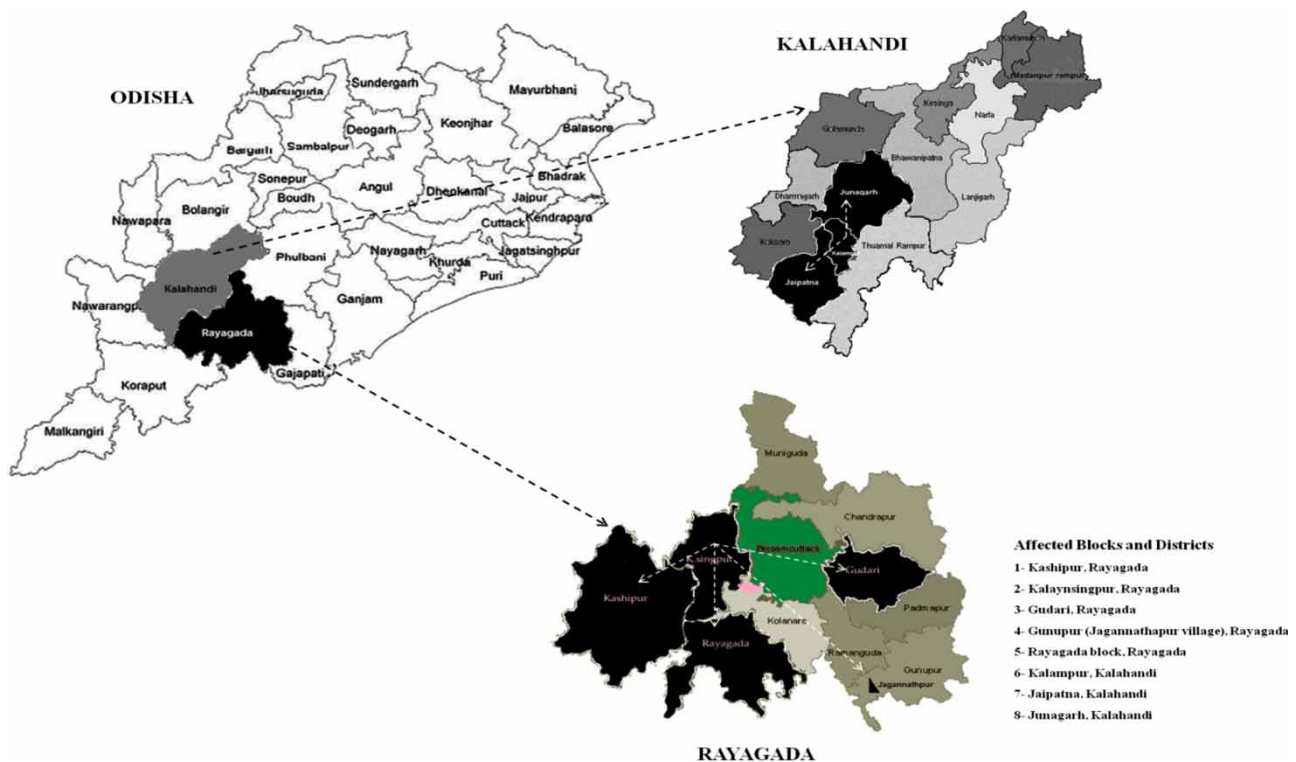 ODISHA
Sundergarh
Jharsuguda
Mayurbhanj
Deogarh
Keonjhar
Balasore
Bargarh
Sambalpur
Sonepur
Angul
Dhenkanal
Bhadrak
Bolangir
Boudh
Jajpur
Nawapara
Cuttack
Kendrapara
Phulbani
Nayagarh
Jagatsinghpur
Khurda
Puri
Kalahandi
Nawarangp
Ganjam
Rayagada
Gajapati
Koraput
Malkangiri
KALAHANDI
Madanpur rampur
Kesinga
Narla
Golamunda
Bhawanipatna
Junagarh
Lanjigarh
Dharmagarh
Koksara
Thuamal Rampur
Jaipatna
Muniguda
Chandrapur
Bissamcuttack
K.singpur
Gudari
Kashipur
Padmapur
Kolanare
Rayagada
Ramanguda
Gunupur
Jagannathpur
RAYAGADA
Affected Blocks and Districts
1- Kashipur, Rayagada
2- Kalaynsingpur, Rayagada
3- Gudari, Rayagada
4- Gunupur (Jagannathapur village), Rayagada
5- Rayagada block, Rayagada
6- Kalampur, Kalahandi
7- Jaipatna, Kalahandi
8- Junagarh, Kalahandi